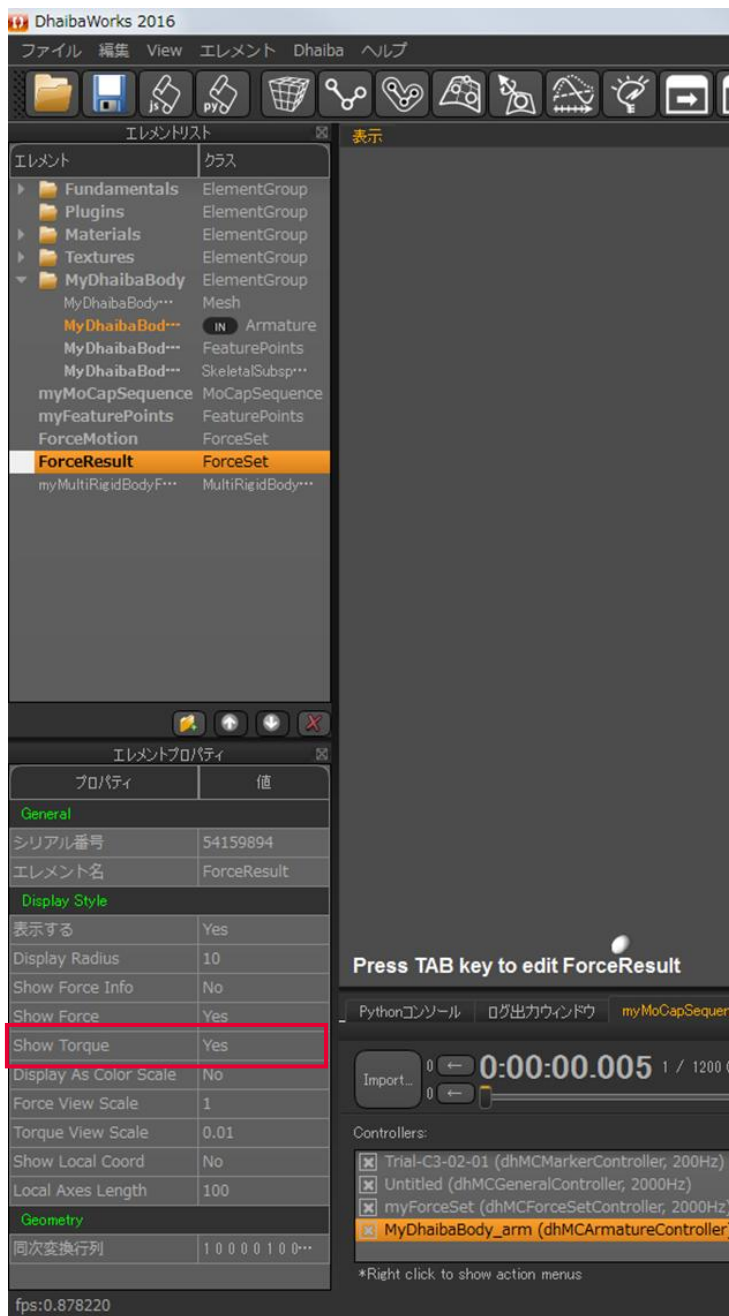 DhaibaWorks 2016
ファイル 編集 View エレメント Dhaiba ヘルプ
js py
エレメントリスト
エレメント クラス
Fundamentals ElementGroup
Plugins ElementGroup
Materials ElementGroup
Textures ElementGroup
MyDhaibaBody ElementGroup
MyDhaibaBody… Mesh
MyDhaibaBod… IN Armature
MyDhaibaBod… FeaturePoints
MyDhaibaBod… SkeletalSubsp…
myMoCapSequence MoCapSequence
myFeaturePoints FeaturePoints
ForceMotion ForceSet
ForceResult ForceSet
myMultiRigidBodyF… MultiRigidBody…
エレメントプロパティ
プロパティ 値
General
シリアル番号 54159894
エレメント名 ForceResult
Display Style
表示する Yes
Display Radius 10
Show Force Info No
Show Force Yes
Show Torque Yes
Display As Color Scale No
Force View Scale 1
Torque View Scale 0.01
Show Local Coord No
Local Axes Length 100
Geometry
同次変換行列 1 0 0 0 0 1 0 0…
fps:0.878220
表示
Press TAB key to edit ForceResult
Pythonコンソール ログ出力ウィンドウ myMoCapSequen
Import... 0 ← 0:00:00.005 1 / 1200 (
0 ←
Controllers:
Trial-C3-02-01 (dhMCMarkerController, 200Hz)
Untitled (dhMCGeneralController, 2000Hz)
myForceSet (dhMCForceSetController, 2000Hz)
MyDhaibaBody_arm (dhMCArmatureController)
*Right click to show action menus